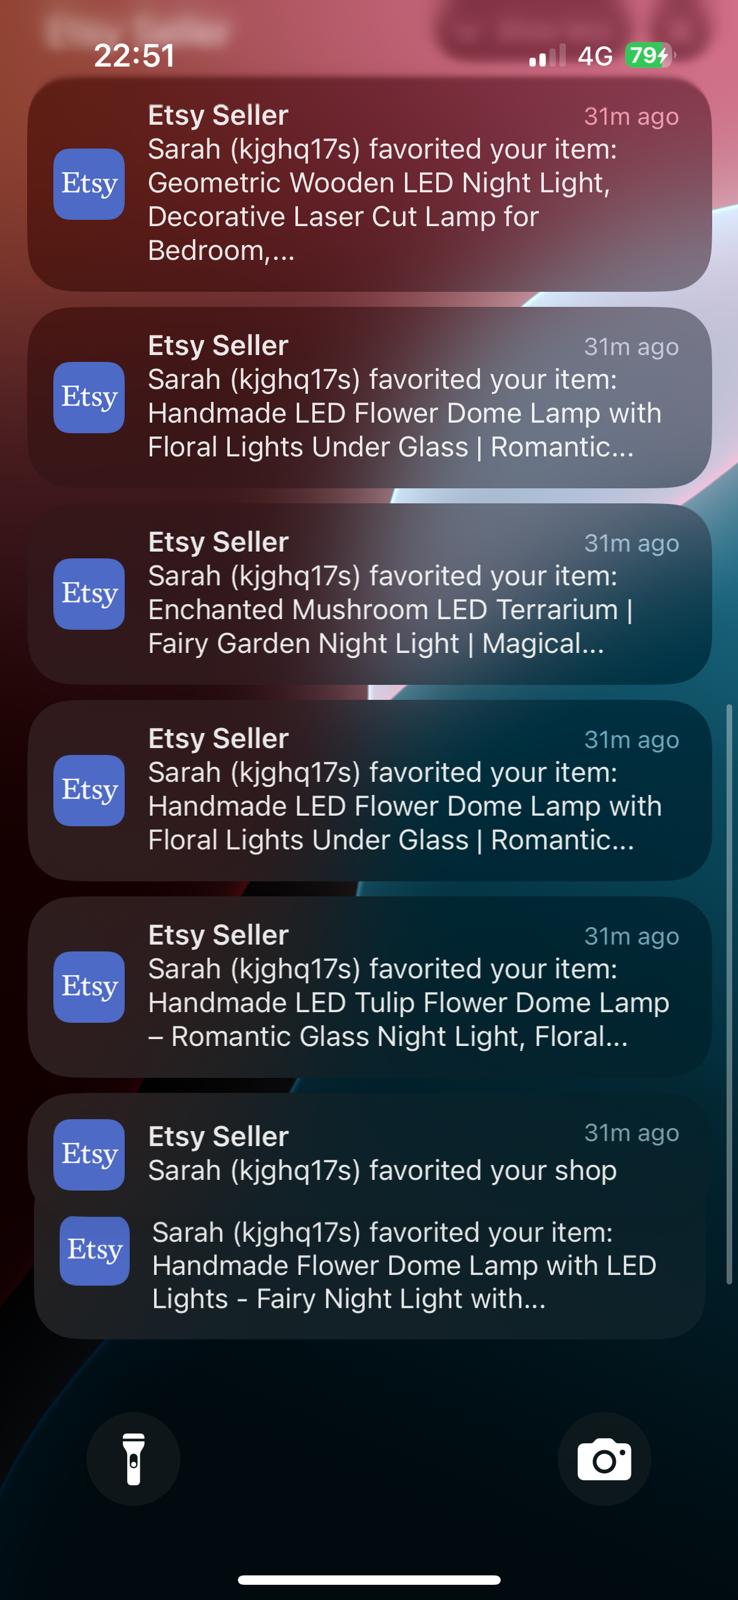 22:51
4G
79
Etsy Seller
31m ago
Etsy
Sarah (kjghq17s) favorited your item:
Geometric Wooden LED Night Light,
Decorative Laser Cut Lamp for
Bedroom,...
Etsy Seller
31m ago
Etsy
Sarah (kjghq17s) favorited your item:
Handmade LED Flower Dome Lamp with
Floral Lights Under Glass | Romantic...
Etsy Seller
31m ago
Etsy
Sarah (kjghq17s) favorited your item:
Enchanted Mushroom LED Terrarium |
Fairy Garden Night Light | Magical...
Etsy Seller
31m ago
Etsy
Sarah (kjghq17s) favorited your item:
Handmade LED Flower Dome Lamp with
Floral Lights Under Glass | Romantic...
Etsy Seller
31m ago
Etsy
Sarah (kjghq17s) favorited your item:
Handmade LED Tulip Flower Dome Lamp
– Romantic Glass Night Light, Floral...
Etsy Seller
31m ago
Etsy
Sarah (kjghq17s) favorited your shop
Etsy
Sarah (kjghq17s) favorited your item:
Handmade Flower Dome Lamp with LED
Lights - Fairy Night Light with...